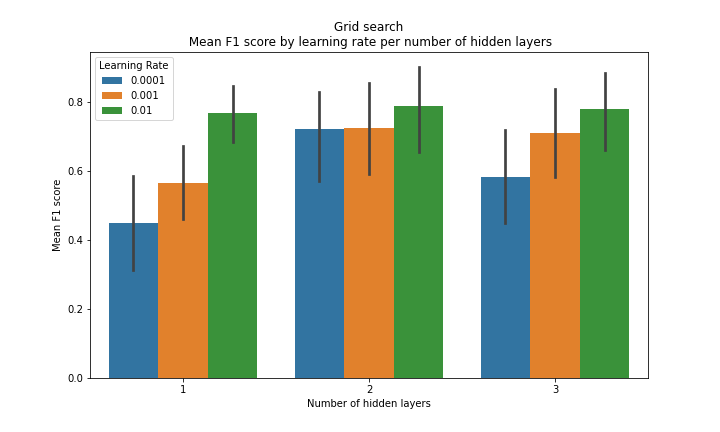 Grid search
Mean F1 score by learning rate per number of hidden layers
Learning Rate
0.0001
0.001
0.01
Mean F1 score
0.8
0.6
0.4
0.2
0.0
1
2
3
Number of hidden layers